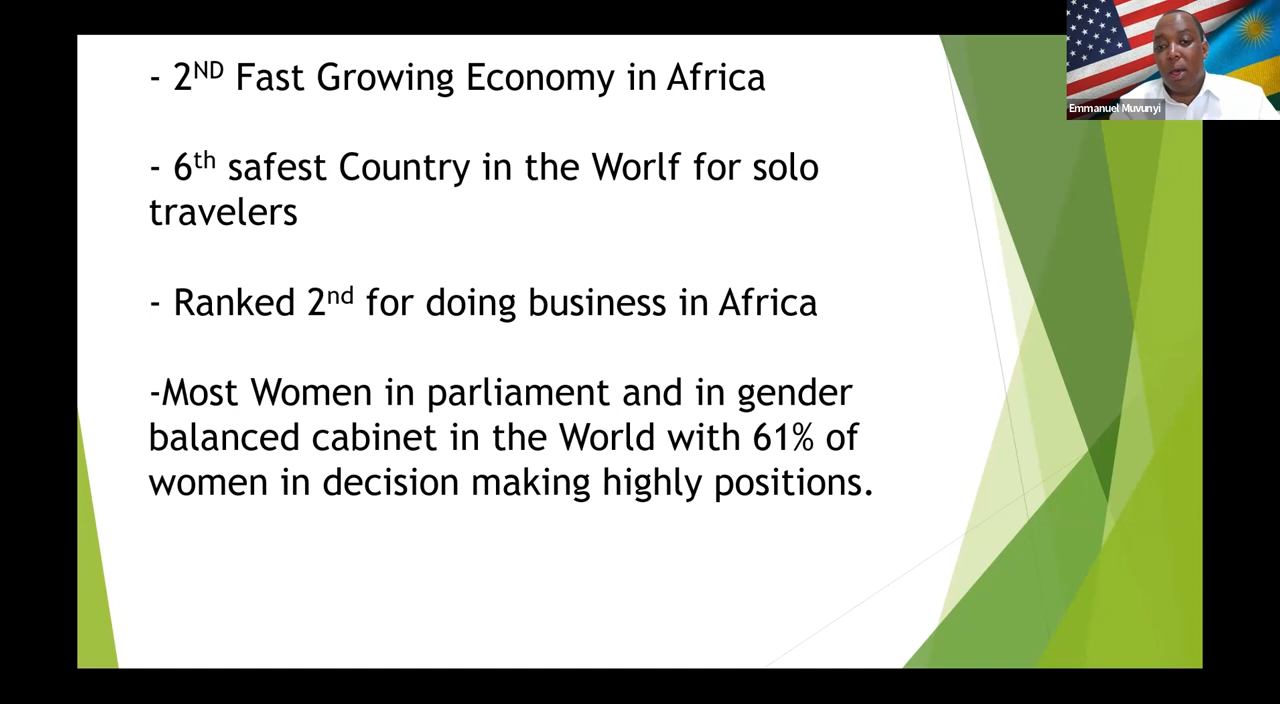 - 2ND Fast Growing Economy in Africa
- 6th safest Country in the Worlf for solo
travelers
- Ranked 2nd for doing business in Africa
-Most Women in parliament and in gender
balanced cabinet in the World with 61% of
women in decision making highly positions.
Emmanuel Muvunyi